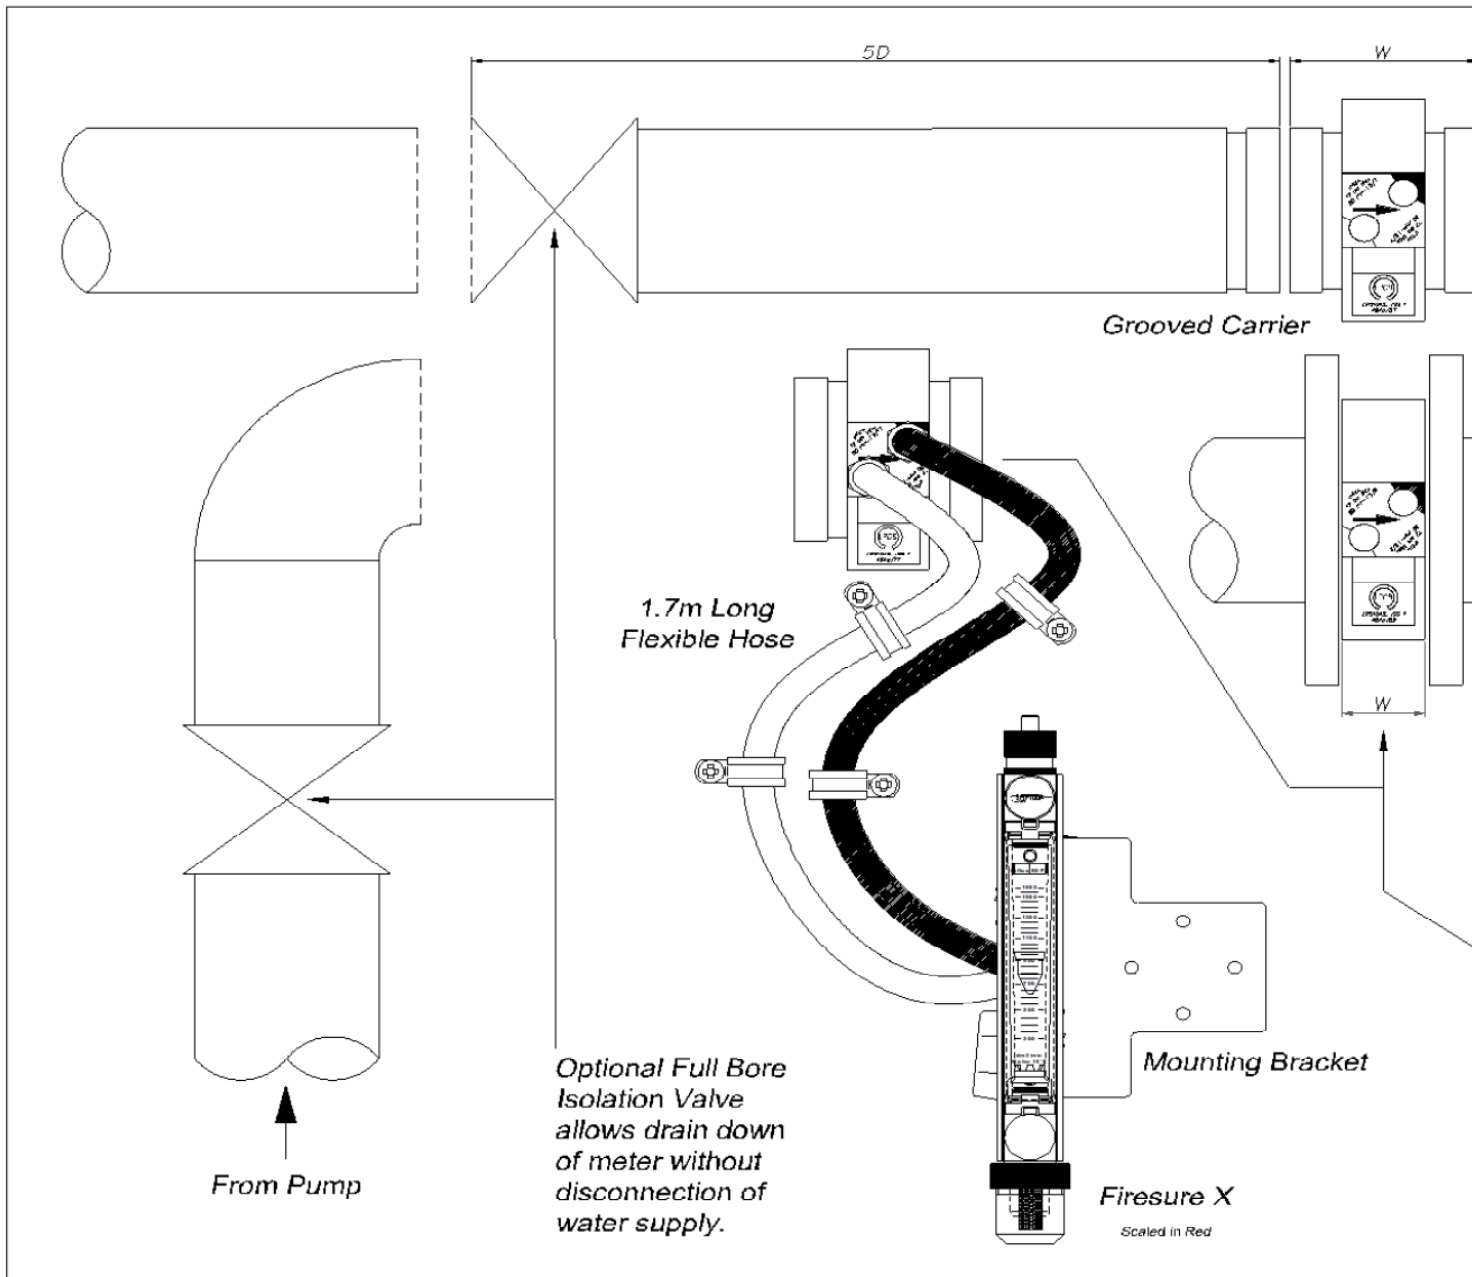 5D
W
Grooved Carrier
1.7m Long
Flexible Hose
W
Mounting Bracket
Optional Full Bore
Isolation Valve
allows drain down
of meter without
disconnection of
water supply.
From Pump
Firesure X
Scaled in Red